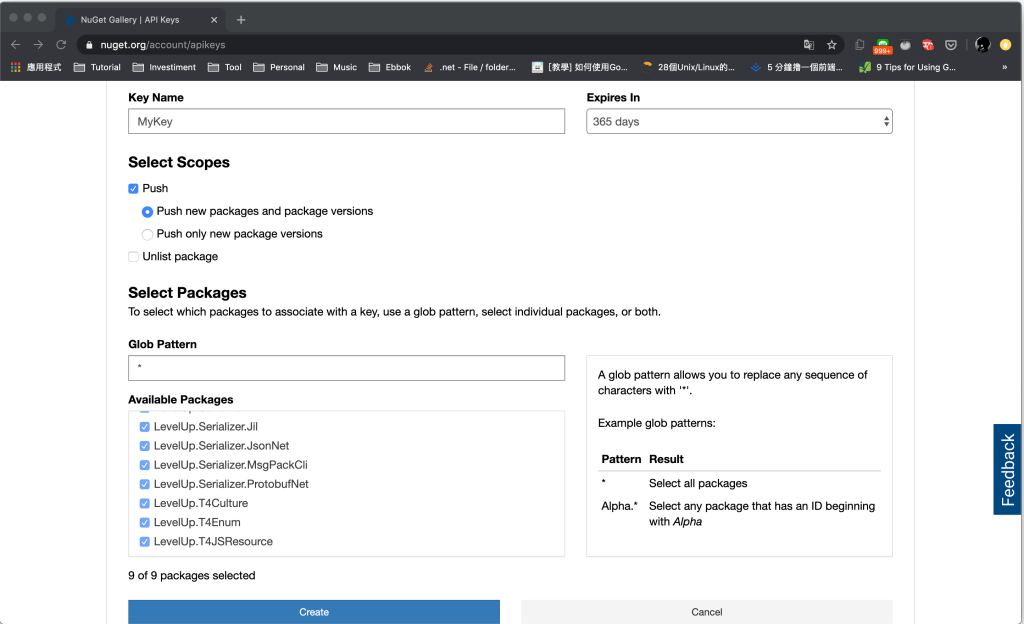 NuGet Gallery | API Keys
nuget.org/account/apikeys
999+
應用程式 Tutorial Investiment Tool Personal Music Ebbok .net - File / folder... [教學] 如何使用Go... 28個Unix/Linux的... 5 分鐘擼一個前端... 9 Tips for Using G... »
Key Name
Expires In
MyKey
365 days
Select Scopes
Push
Push new packages and package versions
Push only new package versions
Unlist package
Select Packages
To select which packages to associate with a key, use a glob pattern, select individual packages, or both.
Glob Pattern
*
Available Packages
LevelUp.Serializer.Jil
LevelUp.Serializer.JsonNet
LevelUp.Serializer.MsgPackCli
LevelUp.Serializer.ProtobufNet
LevelUp.T4Culture
LevelUp.T4Enum
LevelUp.T4JSResource
A glob pattern allows you to replace any sequence of
characters with '*'.
Example glob patterns:
Pattern Result
* Select all packages
Alpha.* Select any package that has an ID beginning
with Alpha
9 of 9 packages selected
Create
Cancel
Feedback